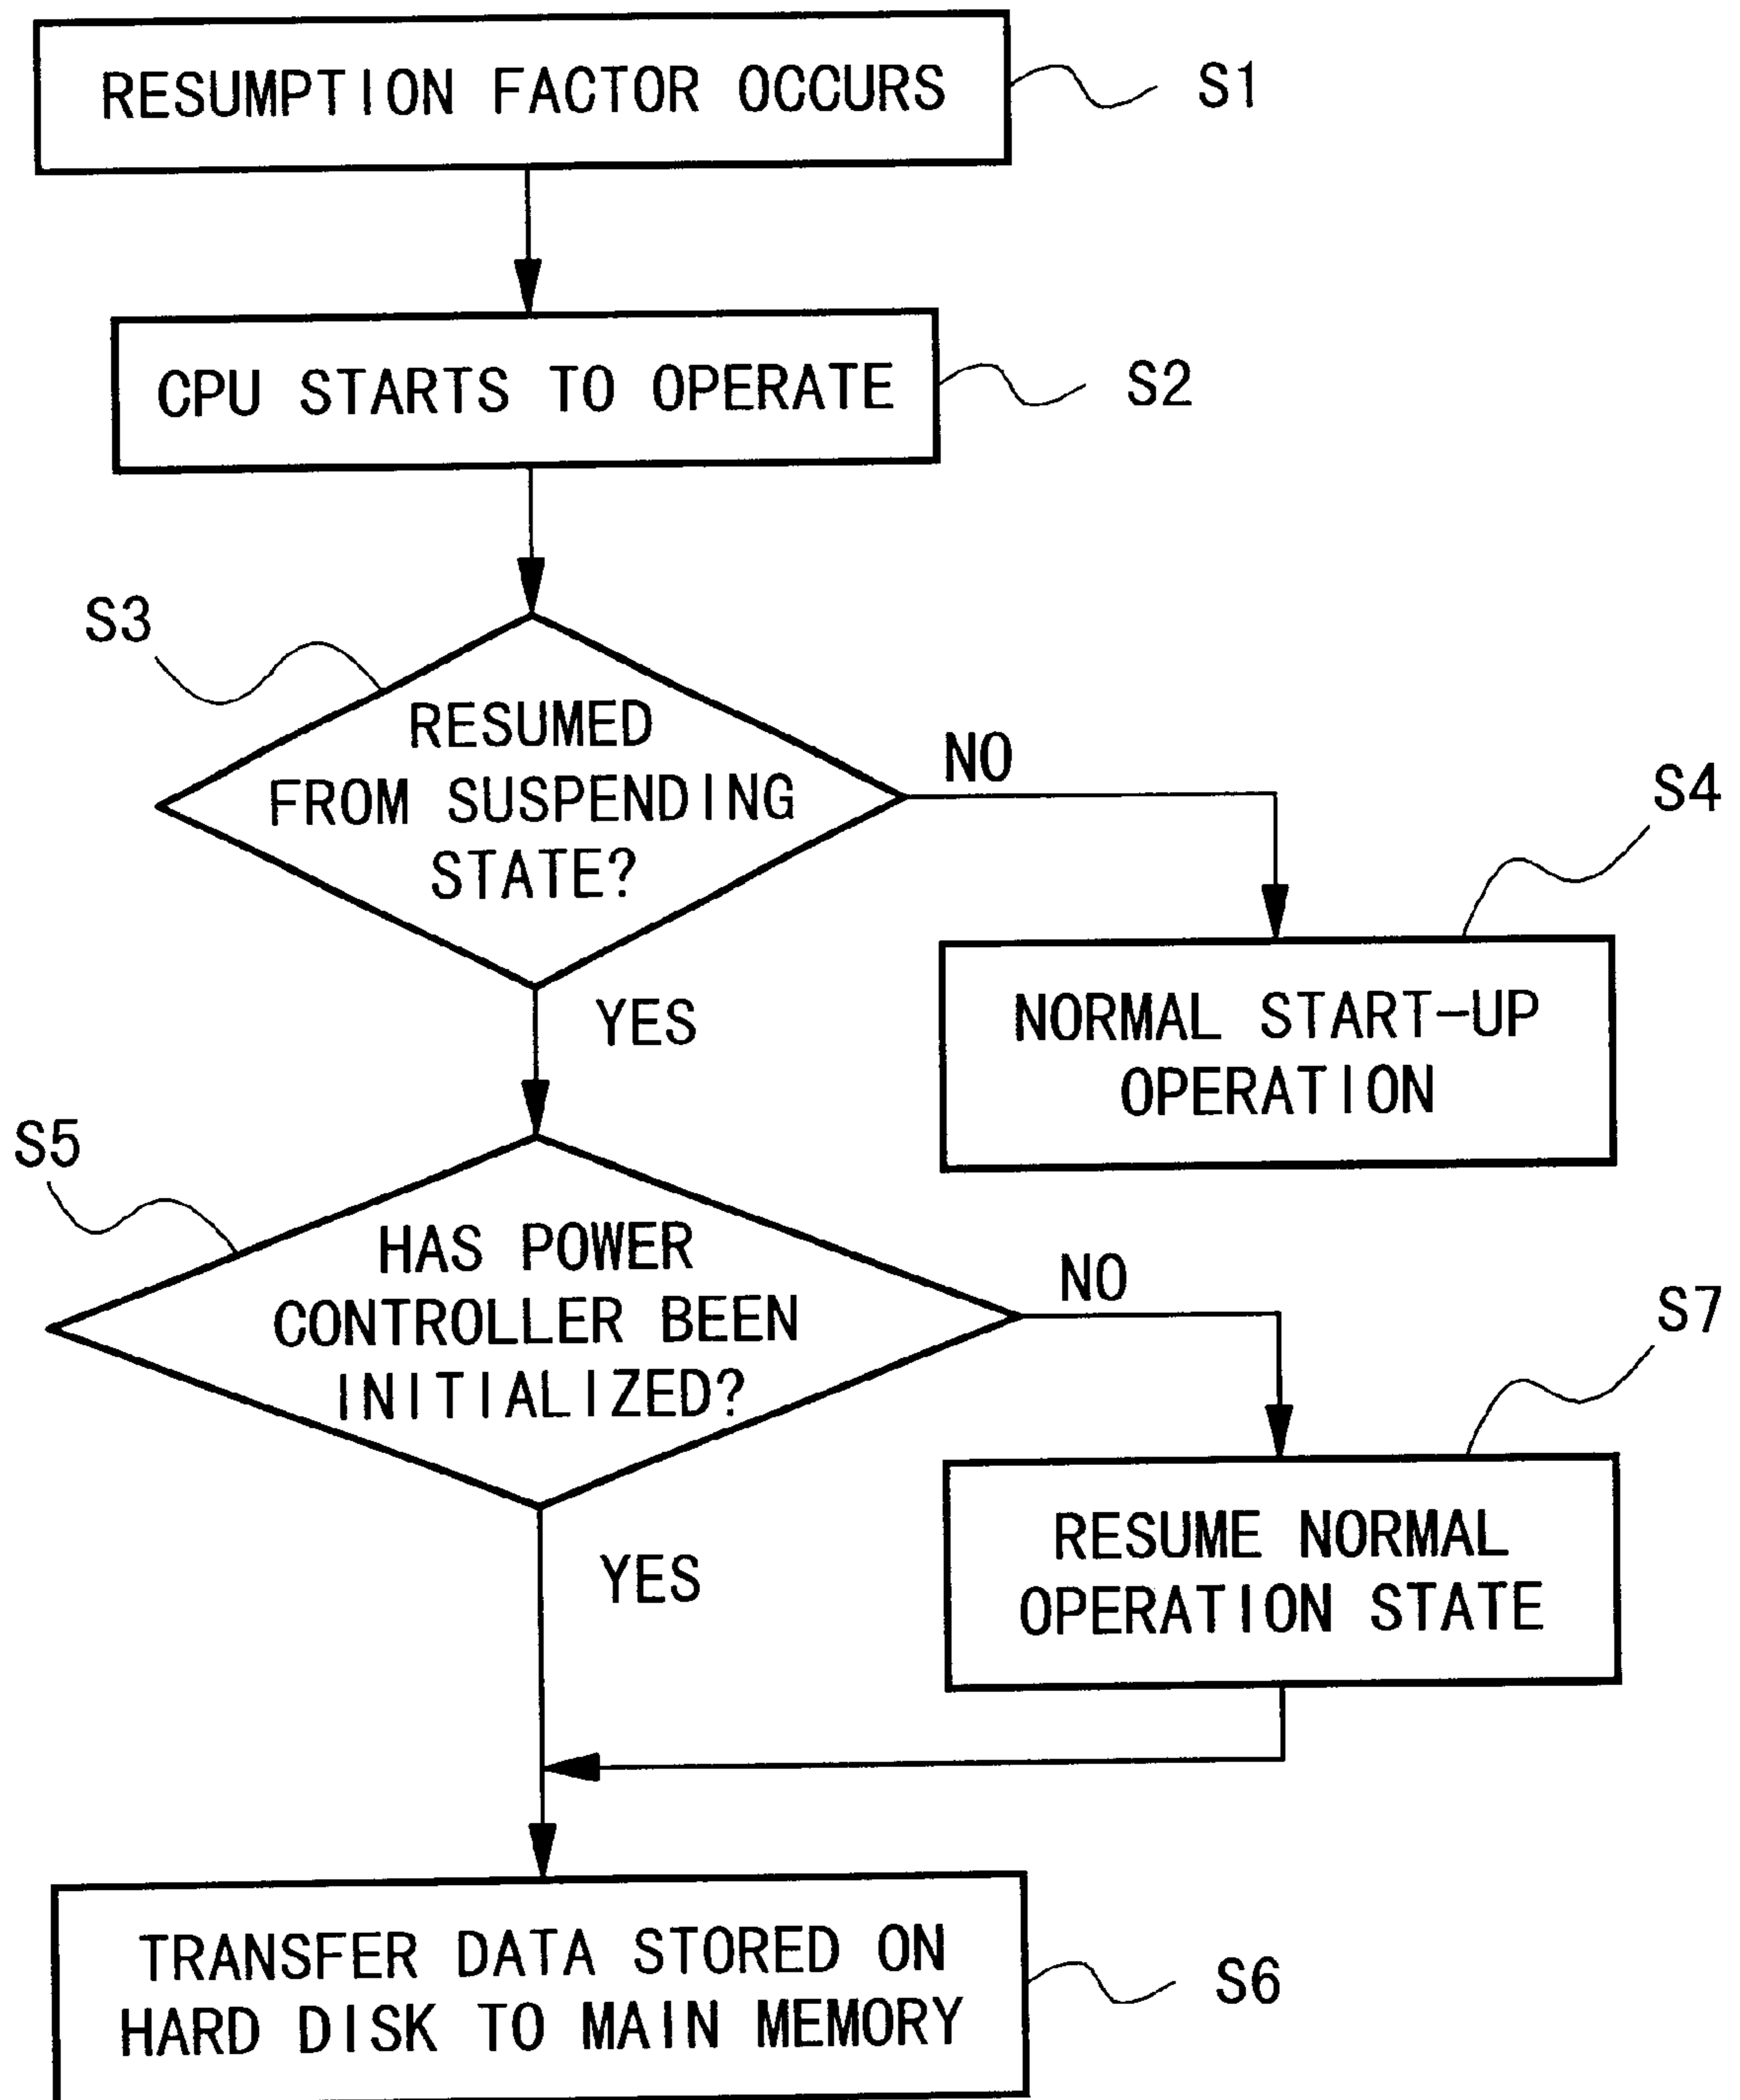 RESUMPTION FACTOR OCCURS
S1
CPU STARTS TO OPERATE
S2
S3
RESUMED
FROM SUSPENDING
STATE?
NO
S4
NORMAL START-UP
OPERATION
YES
S5
HAS POWER
CONTROLLER BEEN
INITIALIZED?
NO
S7
RESUME NORMAL
OPERATION STATE
YES
TRANSFER DATA STORED ON
HARD DISK TO MAIN MEMORY
S6